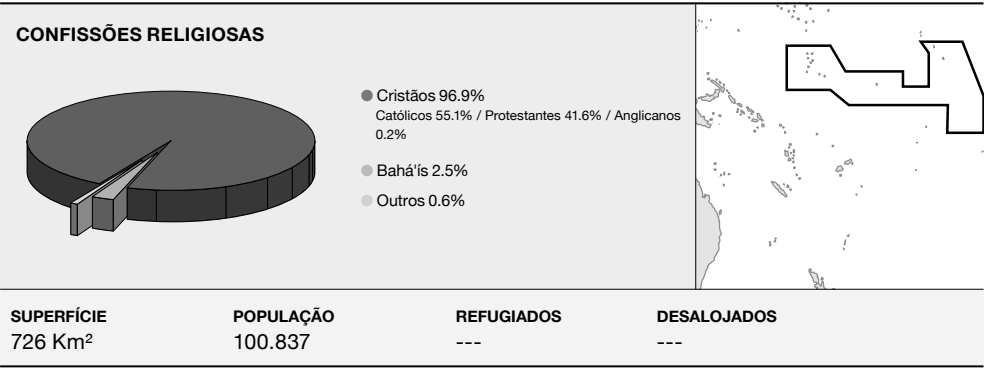 CONFISSÕES RELIGIOSAS
Cristãos 96.9%
Católicos 55.1% / Protestantes 41.6% / Anglicanos
0.2%
Bahá'ís 2.5%
Outros 0.6%
SUPERFÍCIE
726 Km²
POPULAÇÃO
100.837
REFUGIADOS
---
DESALOJADOS
---